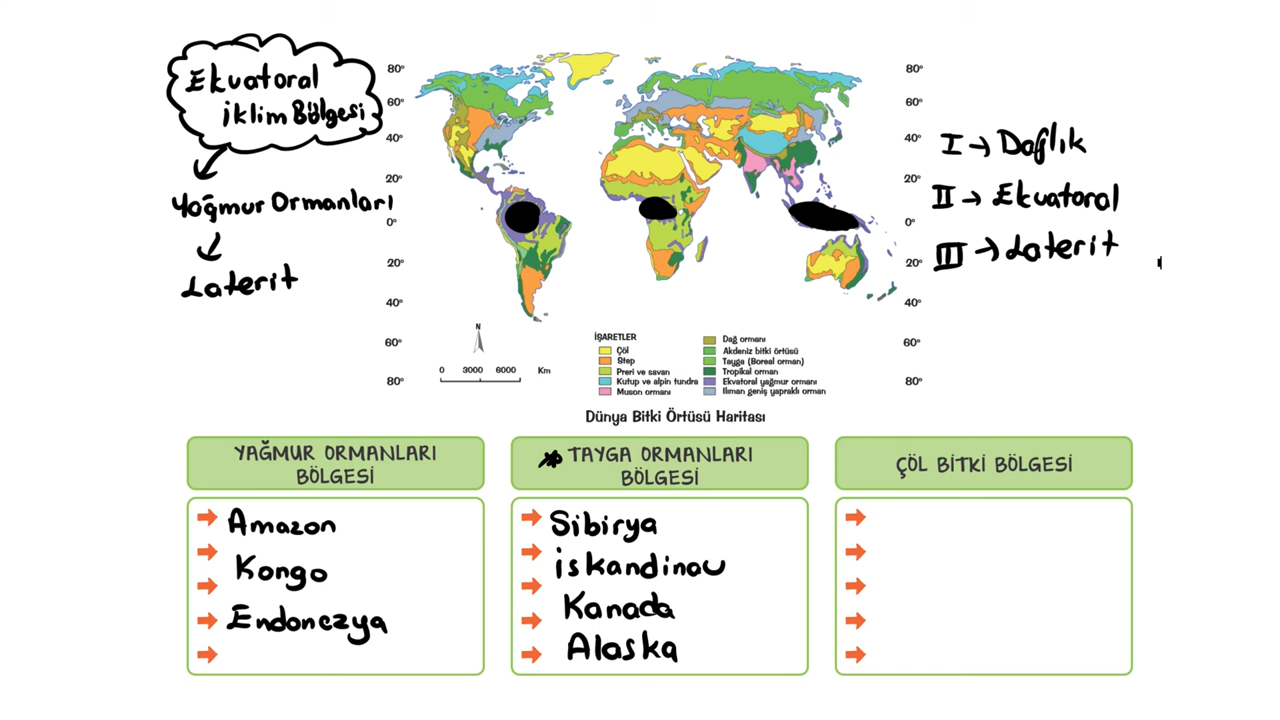 Ekuatoral
iklim Bölgesi
Yağmur Ormanları
Laterit
80°
60°
40°
20°
0°
20°
40°
60°
80°
80°
60°
40°
20°
0°
20°
40°
60°
80°
I → Dağlık
II → Ekuatoral
III → Laterit
N
0 3000 6000 Km
İŞARETLER
Çöl
Step
Preri ve savan
Kutup ve alpin tundra
Muson ormanı
Dağ ormanı
Akdeniz bitki örtüsü
Tayga (Boreal orman)
Tropikal orman
Ekvatoral yağmur ormanı
Ilıman geniş yapraklı orman
Dünya Bitki Örtüsü Haritası
YAĞMUR ORMANLARI
BÖLGESİ
Amazon
Kongo
Endonezya
TAYGA ORMANLARI
BÖLGESİ
Sibirya
iskandinav
Kanada
Alaska
ÇÖL BİTKİ BÖLGESİ